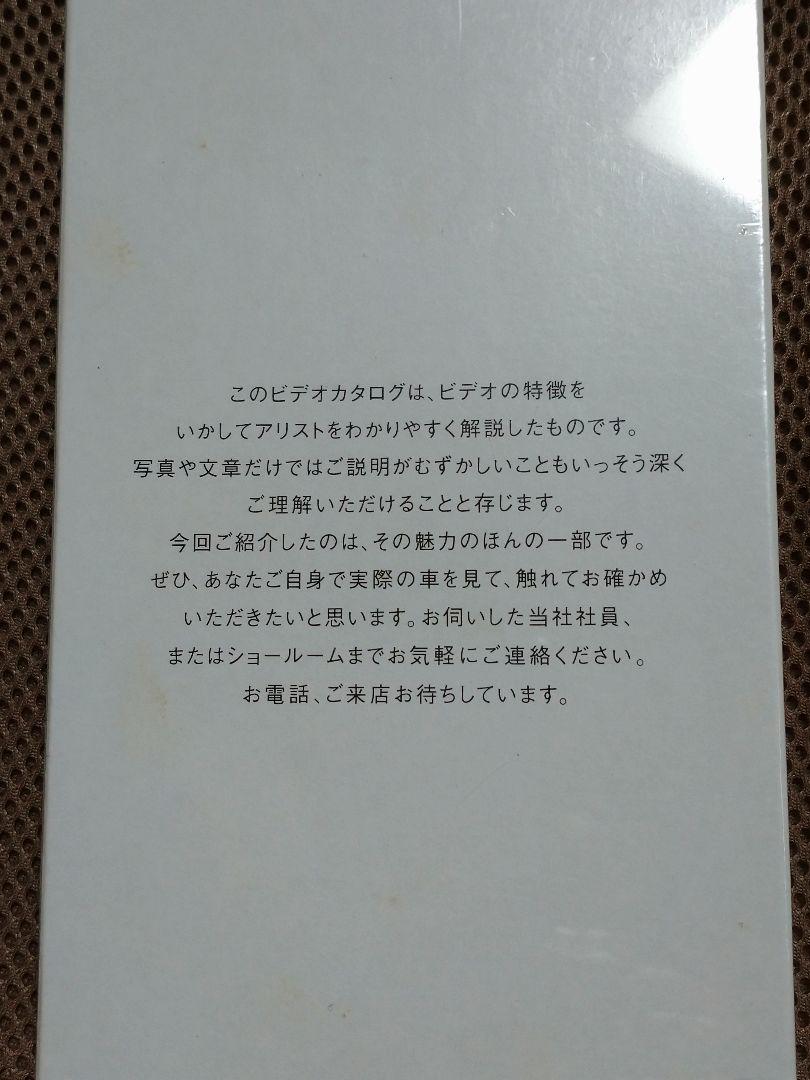 このビデオカタログは、ビデオの特徴を
いかしてアリストをわかりやすく解説したものです。
写真や文章だけではご説明がむずかしいこともいっそう深く
ご理解いただけることと存じます。
今回ご紹介したのは、その魅力のほんの一部です。
ぜひ、あなたご自身で実際の車を見て、触れてお確かめ
いただきたいと思います。お伺いした当社社員、
またはショールームまでお気軽にご連絡ください。
お電話、ご来店お待ちしています。